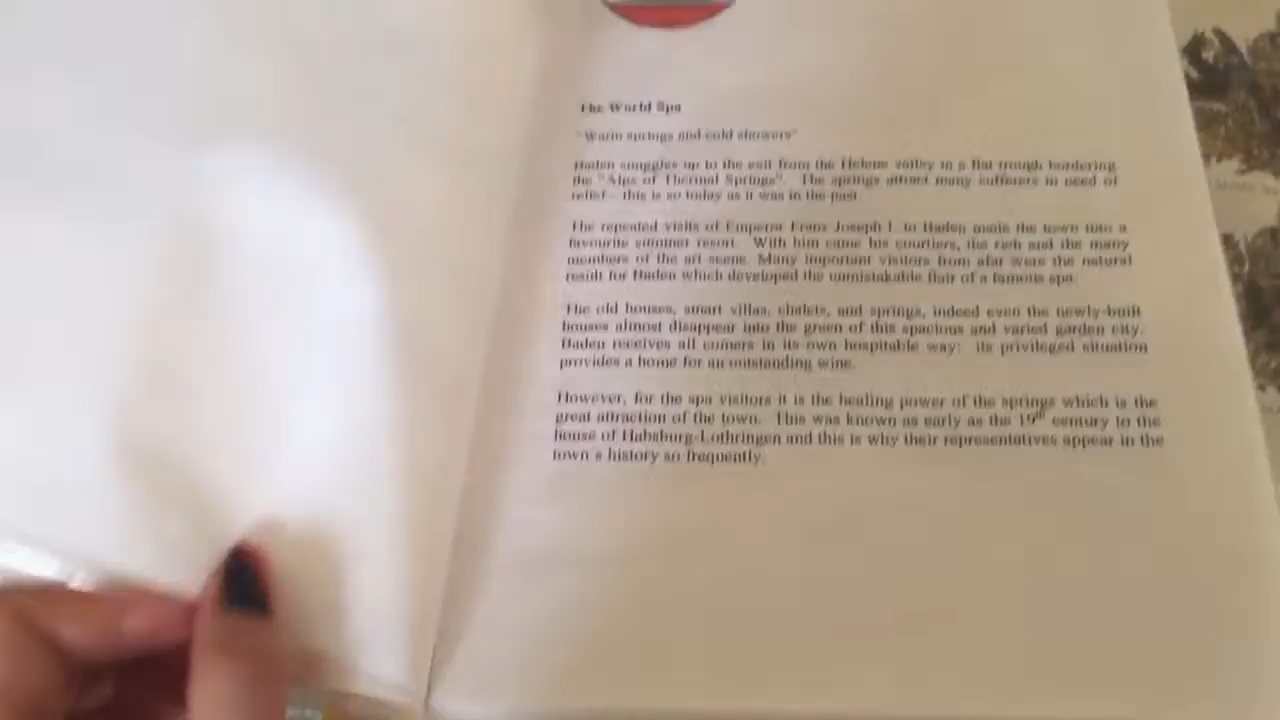 The World Spa
"Warm springs and cold showers"
Baden snuggles up to the exit from the Helene valley in a flat trough bordering
the "Alps of Thermal Springs". The springs attract many sufferers in need of
relief - this is so today as it was in the past.
The repeated visits of Emperor Franz Joseph I. to Baden made the town into a
favourite summer resort. With him came his courtiers, the rich and the many
members of the art scene. Many important visitors from afar were the natural
result for Baden which developed the unmistakable flair of a famous spa.
The old houses, smart villas, chalets, and springs, indeed even the newly-built
houses almost disappear into the green of this spacious and varied garden city.
Baden receives all comers in its own hospitable way: its privileged situation
provides a home for an outstanding wine.
However, for the spa visitors it is the healing power of the springs which is the
great attraction of the town. This was known as early as the 19th century to the
house of Habsburg-Lothringen and this is why their representatives appear in the
town's history so frequently.